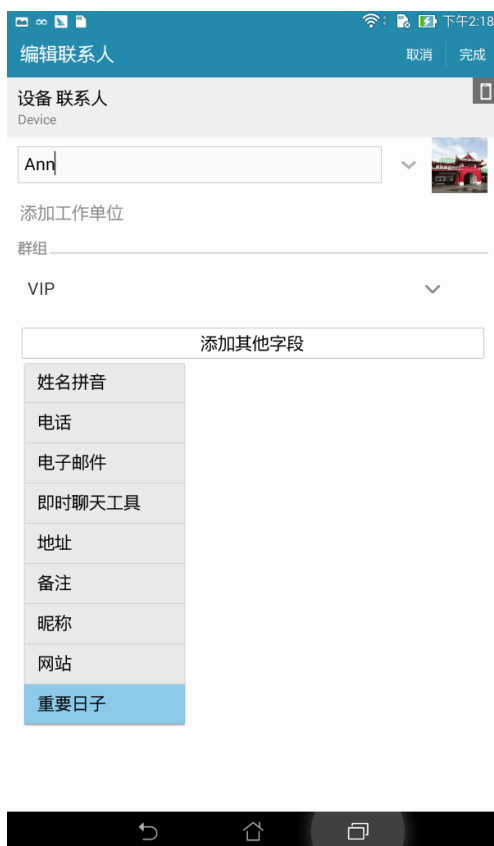 下午2:18
编辑联系人 取消 完成
设备 联系人
Device
Ann
添加工作单位
群组
VIP
添加其他字段
姓名拼音
电话
电子邮件
即时聊天工具
地址
备注
昵称
网站
重要日子